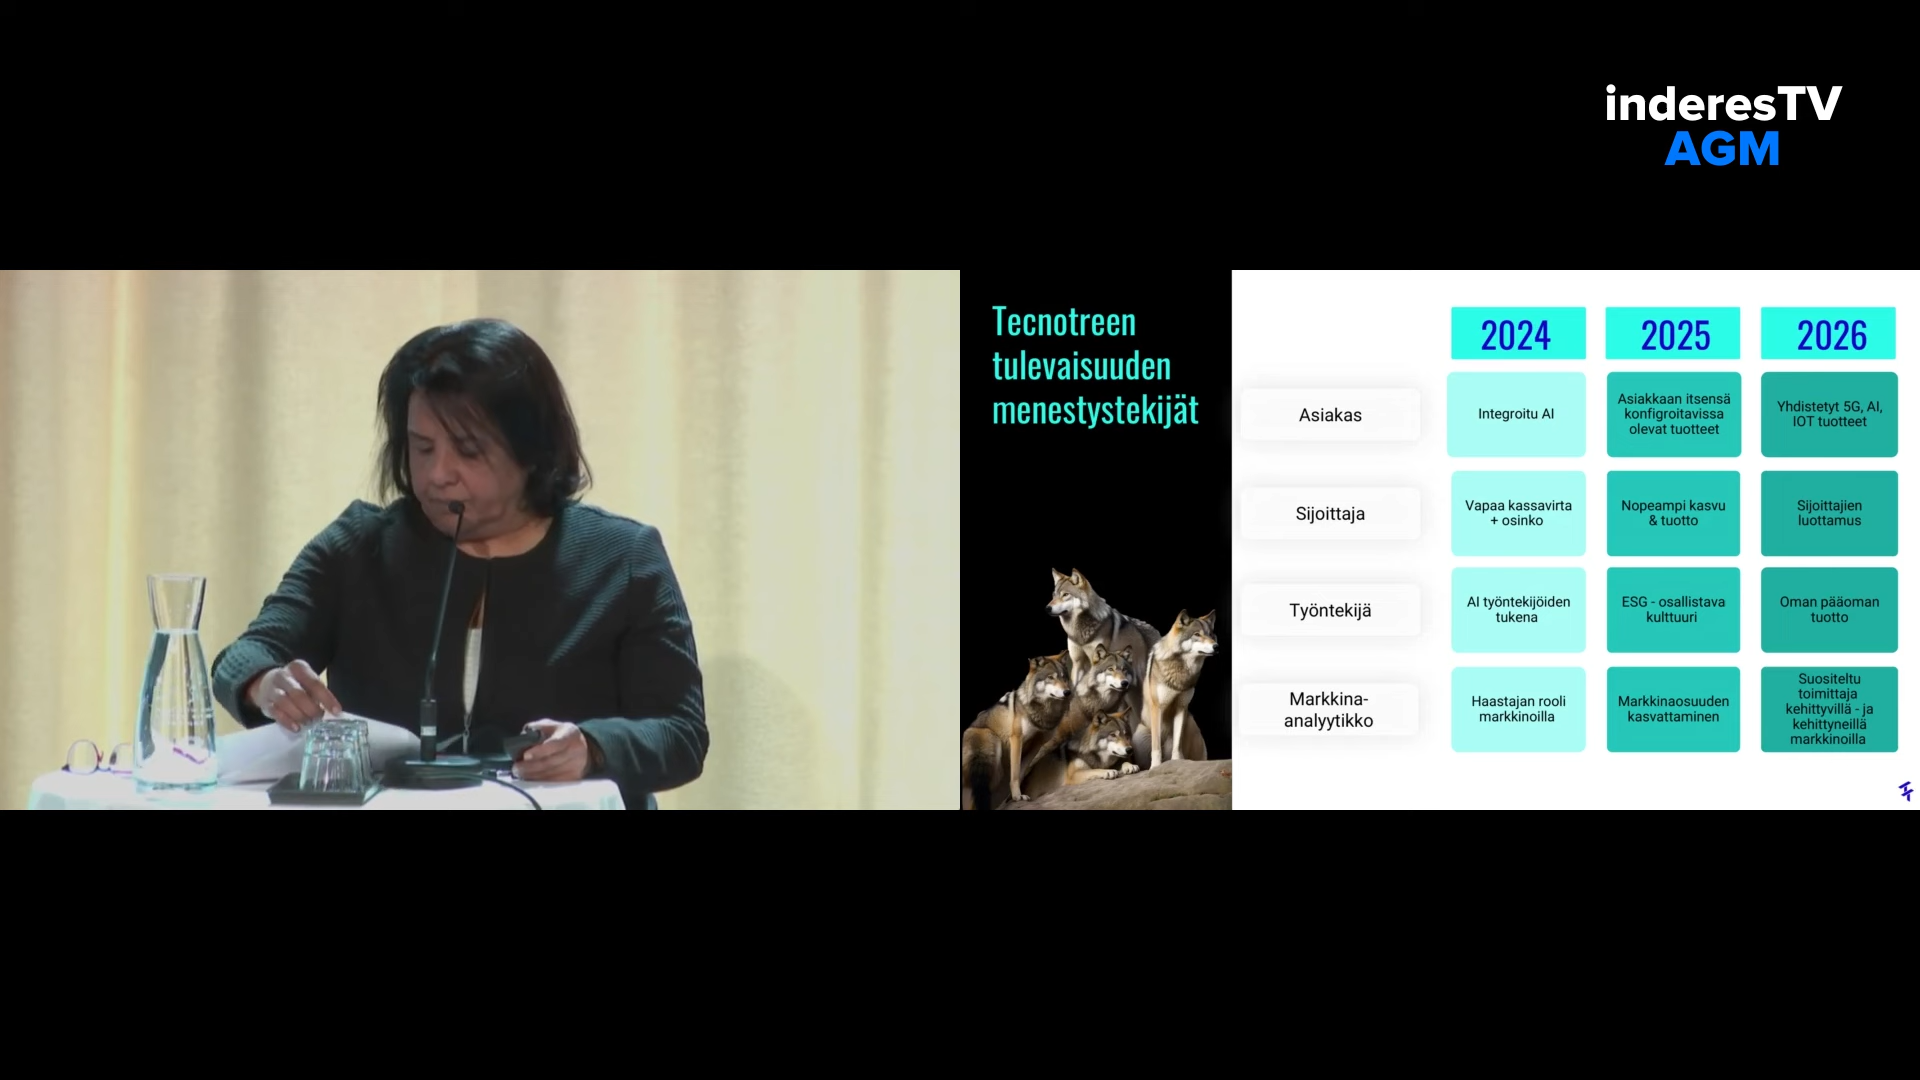 inderesTV
AGM
Tecnotreen
tulevaisuuden
menestystekijät
2024
2025
2026
Asiakas
Integroitu AI
Asiakkaan itsensä
konfigroitavissa
olevat tuotteet
Yhdistetyt 5G, AI,
IOT tuotteet
Sijoittaja
Vapaa kassavirta
+ osinko
Nopeampi kasvu
& tuotto
Sijoittajien
luottamus
Työntekijä
AI työntekijöiden
tukena
ESG - osallistava
kulttuuri
Oman pääoman
tuotto
Markkina-
analyytikko
Haastajan rooli
markkinoilla
Markkinaosuuden
kasvattaminen
Suositeltu
toimittaja
kehittyvillä - ja
kehittyneillä
markkinoilla